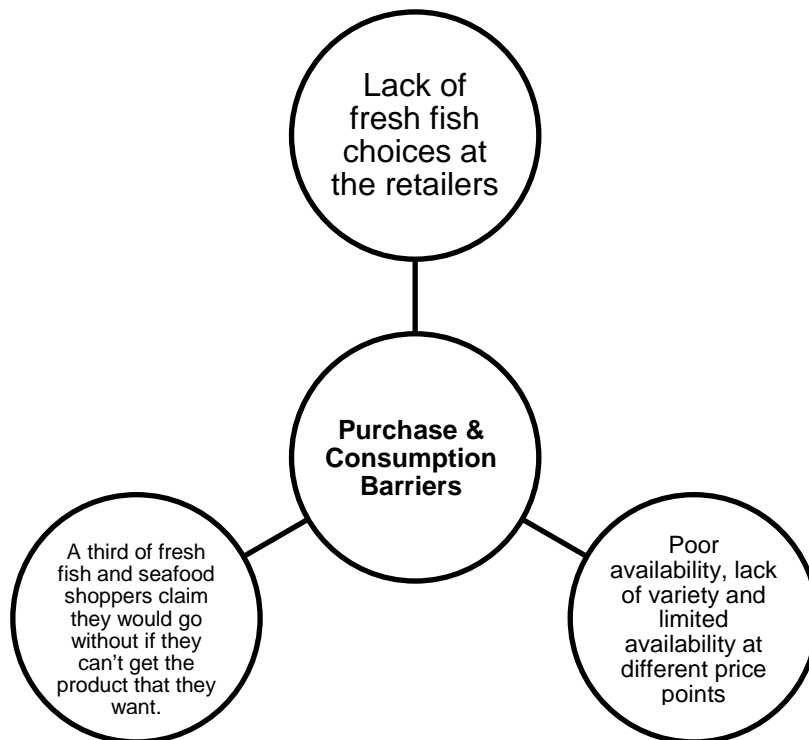 Lack of
fresh fish
choices at
the retailers
Purchase &
Consumption
Barriers
A third of fresh
fish and seafood
shoppers claim
they would go
without if they
can't get the
product that they
want.
Poor
availability, lack
of variety and
limited
availability at
different price
points